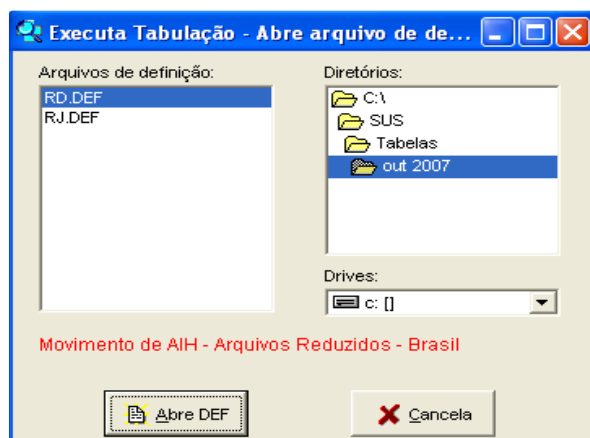 Executa Tabulação - Abre arquivo de de...
Arquivos de definição:
RD.DEF
RJ.DEF
Diretórios:
C:\
SUS
Tabelas
out 2007
Drives:
c: []
Movimento de AIH - Arquivos Reduzidos - Brasil
Abre DEF
Cancela